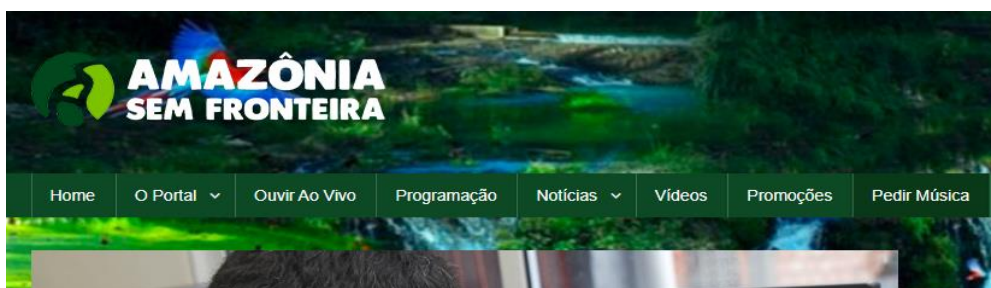 AMAZÔNIA
SEM FRONTEIRA
Home O Portal Ouvir Ao Vivo Programação Notícias Vídeos Promoções Pedir Música